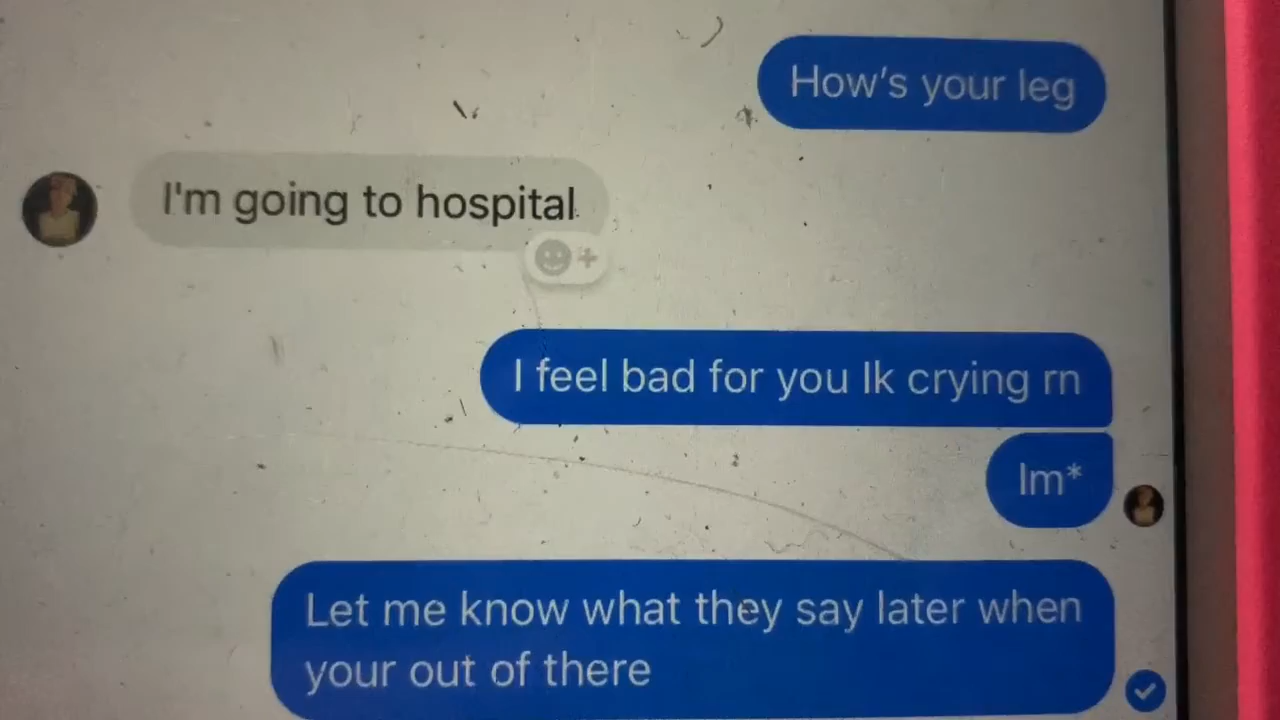 How's your leg
I'm going to hospital
I feel bad for you Ik crying rn
Im*
Let me know what they say later when
your out of there